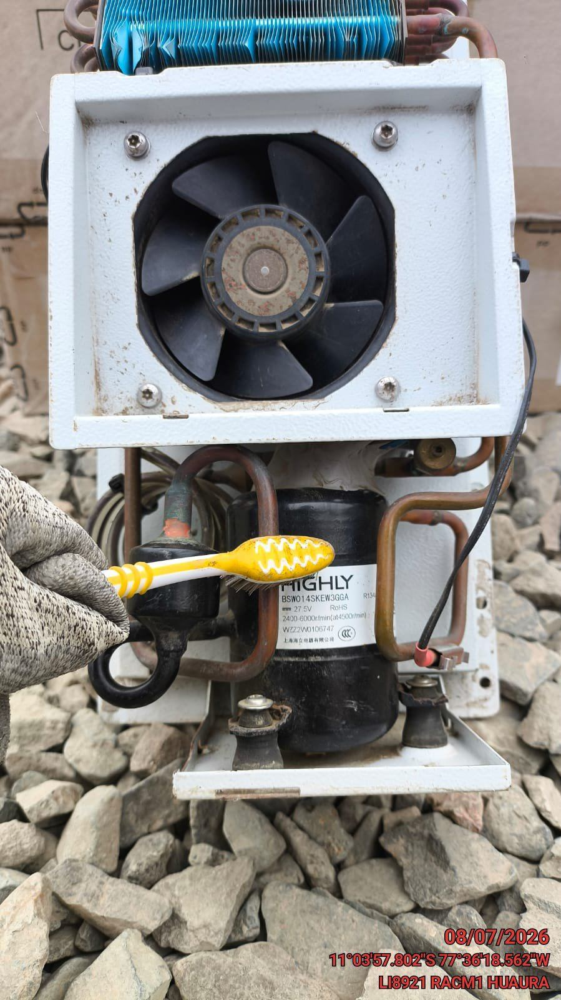 HIGHLY
BSW014SKEW3GGA R134
27.5V RoHS
2400-6000r/min(at4500r/min)
WZZ2W0106747
上海海立电器有限公司
08/07/2026
11°03'57.802"S 77°36'18.562"W
LI8921 RACM1 HUAURA